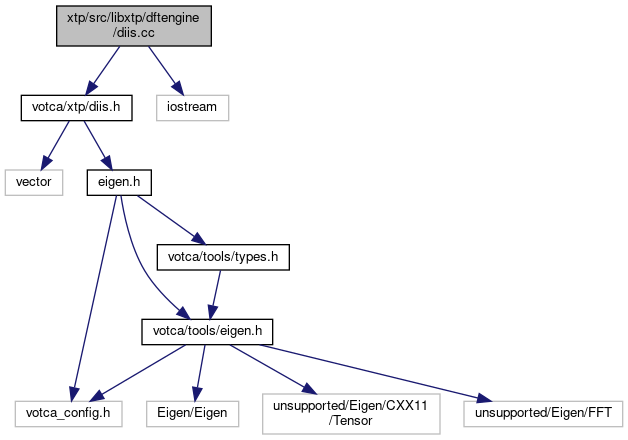 xtp/src/libxtp/dftengine
/diis.cc
votca/xtp/diis.h
iostream
vector
eigen.h
votca/tools/types.h
votca/tools/eigen.h
votca_config.h
Eigen/Eigen
unsupported/Eigen/CXX11
/Tensor
unsupported/Eigen/FFT